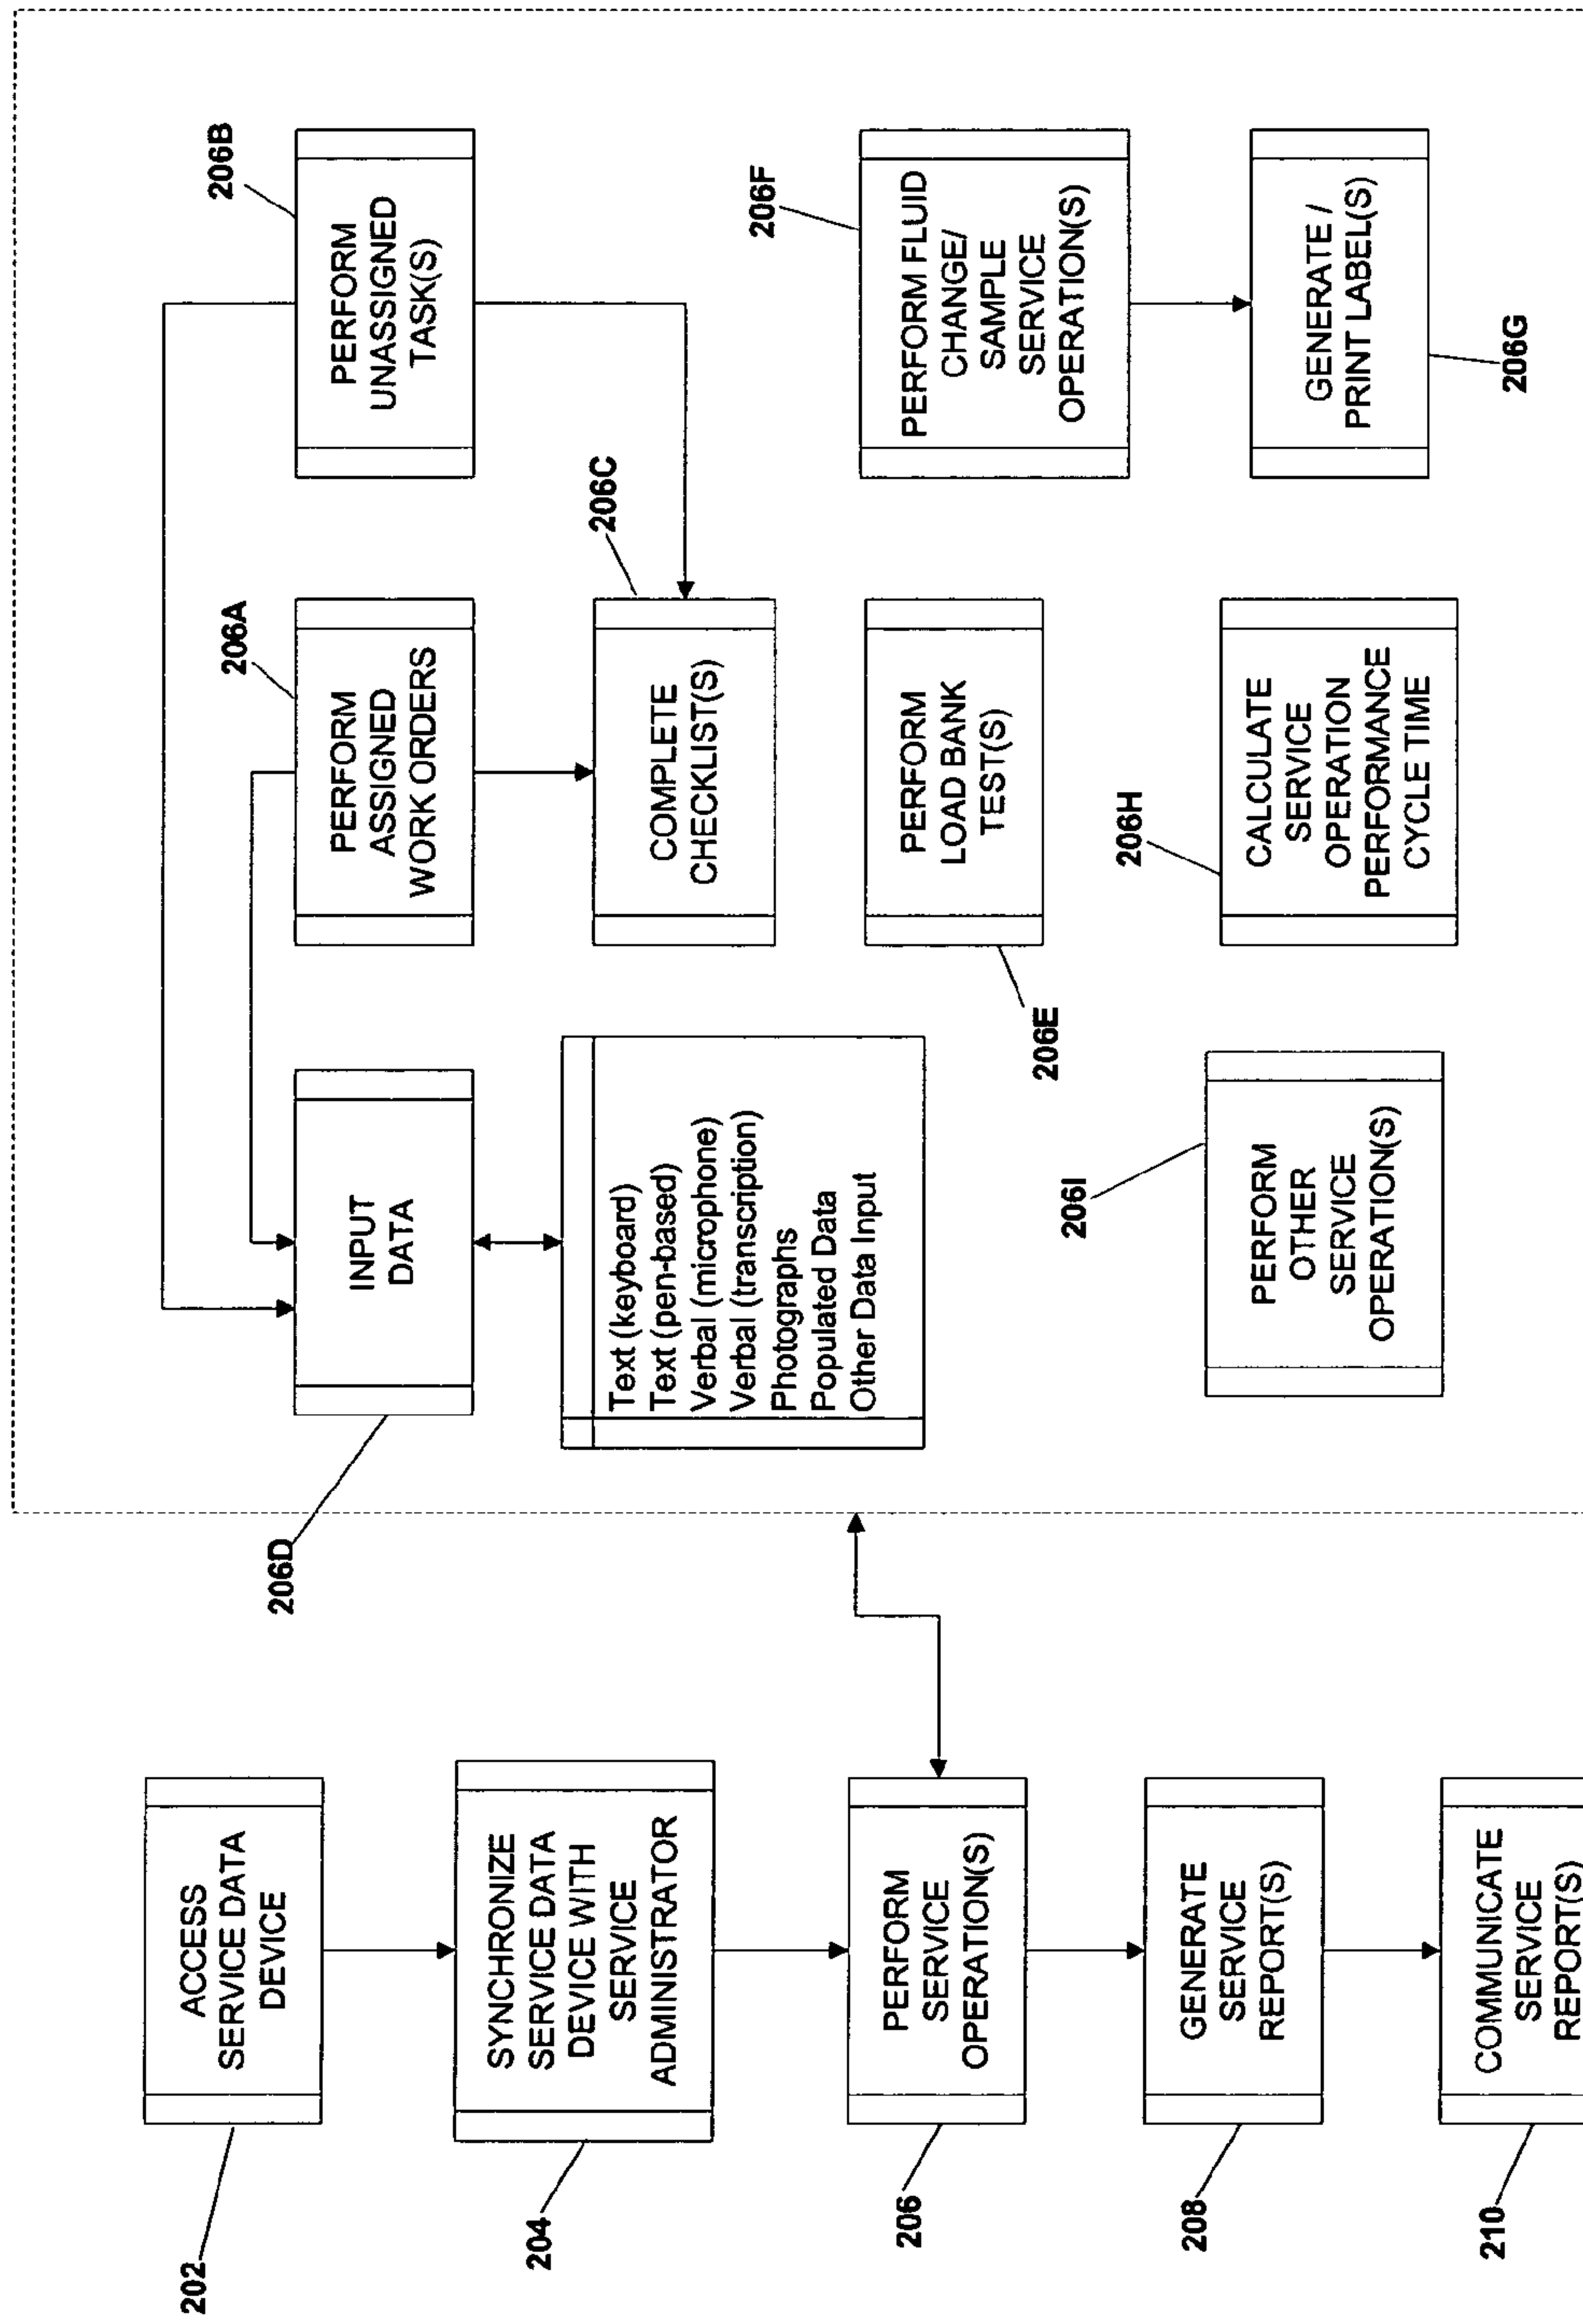 202
ACCESS
SERVICE DATA
DEVICE
204
SYNCHRONIZE
SERVICE DATA
DEVICE WITH
SERVICE
ADMINISTRATOR
206
PERFORM
SERVICE
OPERATION(S)
208
GENERATE
SERVICE
REPORT(S)
210
COMMUNICATE
SERVICE
REPORT(S)
206D
INPUT
DATA
Text (keyboard)
Text (pen-based)
Verbal (microphone)
Verbal (transcription)
Photographs
Populated Data
Other Data Input
206A
PERFORM
ASSIGNED
WORK ORDERS
206B
PERFORM
UNASSIGNED
TASK(S)
206C
COMPLETE
CHECKLIST(S)
206E
PERFORM
LOAD BANK
TEST(S)
206F
PERFORM FLUID
CHANGE/
SAMPLE
SERVICE
OPERATION(S)
206G
GENERATE /
PRINT LABEL(S)
206H
CALCULATE
SERVICE
OPERATION
PERFORMANCE
CYCLE TIME
206I
PERFORM
OTHER
SERVICE
OPERATION(S)